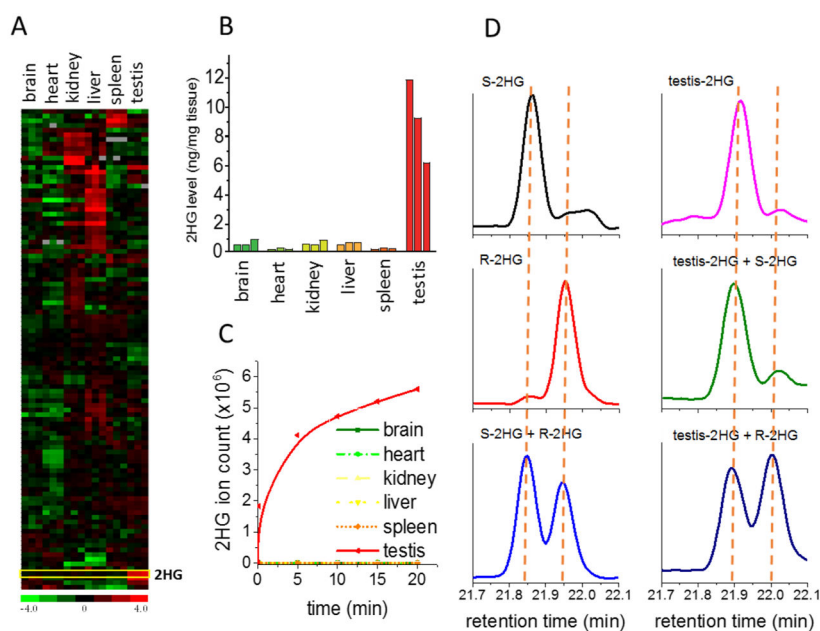 A
brain
heart
kidney
liver
spleen
testis
2HG
-4.0 0 4.0
B
2HG level (ng/mg tissue)
12
10
8
6
4
2
0
brain
heart
kidney
liver
spleen
testis
C
2HG ion count (x10⁶)
7
6
5
4
3
2
1
0
brain
heart
kidney
liver
spleen
testis
0 5 10 15 20
time (min)
D
S-2HG
testis-2HG
R-2HG
testis-2HG + S-2HG
S-2HG + R-2HG
testis-2HG + R-2HG
21.7 21.8 21.9 22.0 22.1
21.7 21.8 21.9 22.0 22.1
retention time (min)
retention time (min)